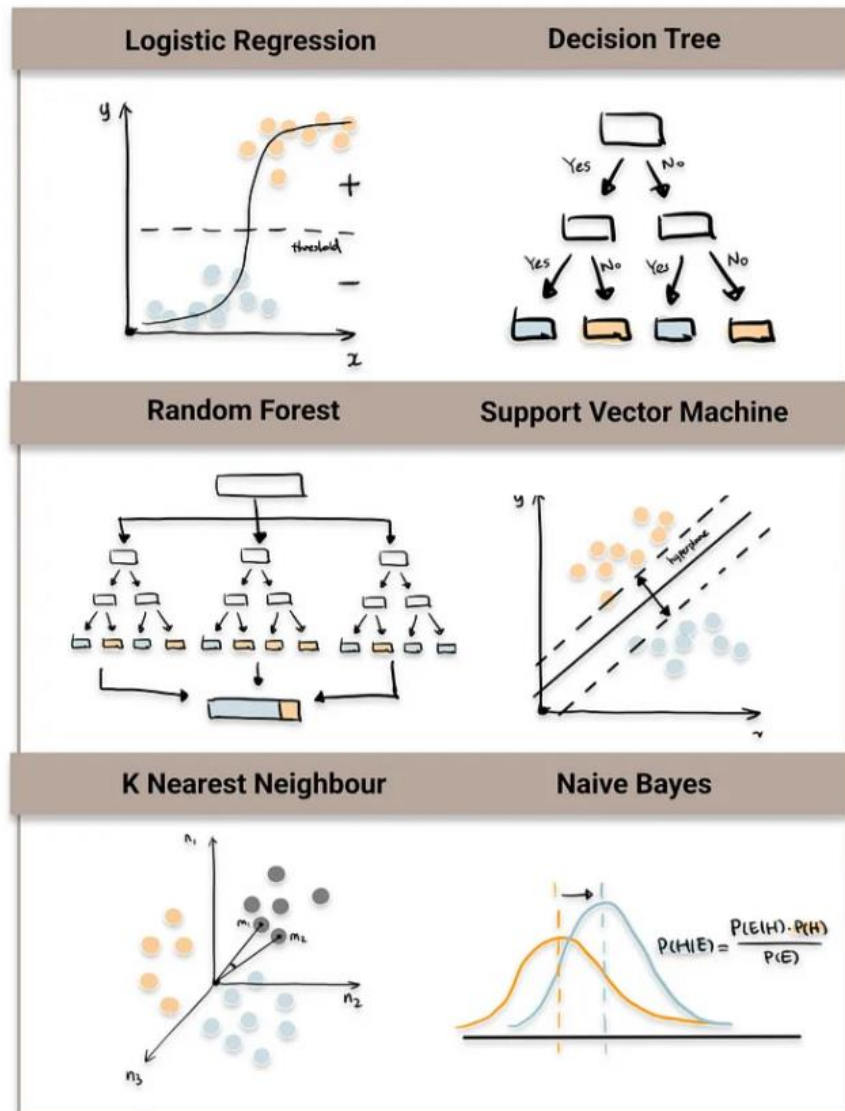 Logistic Regression
Decision Tree
y
+
threshold
-
x
Yes
No
Yes
No
Yes
No
Random Forest
Support Vector Machine
y
hyperplane
x
K Nearest Neighbour
Naive Bayes
n1
m1
m2
n2
n3
P(H|E) = P(E|H) · P(H)
P(E)